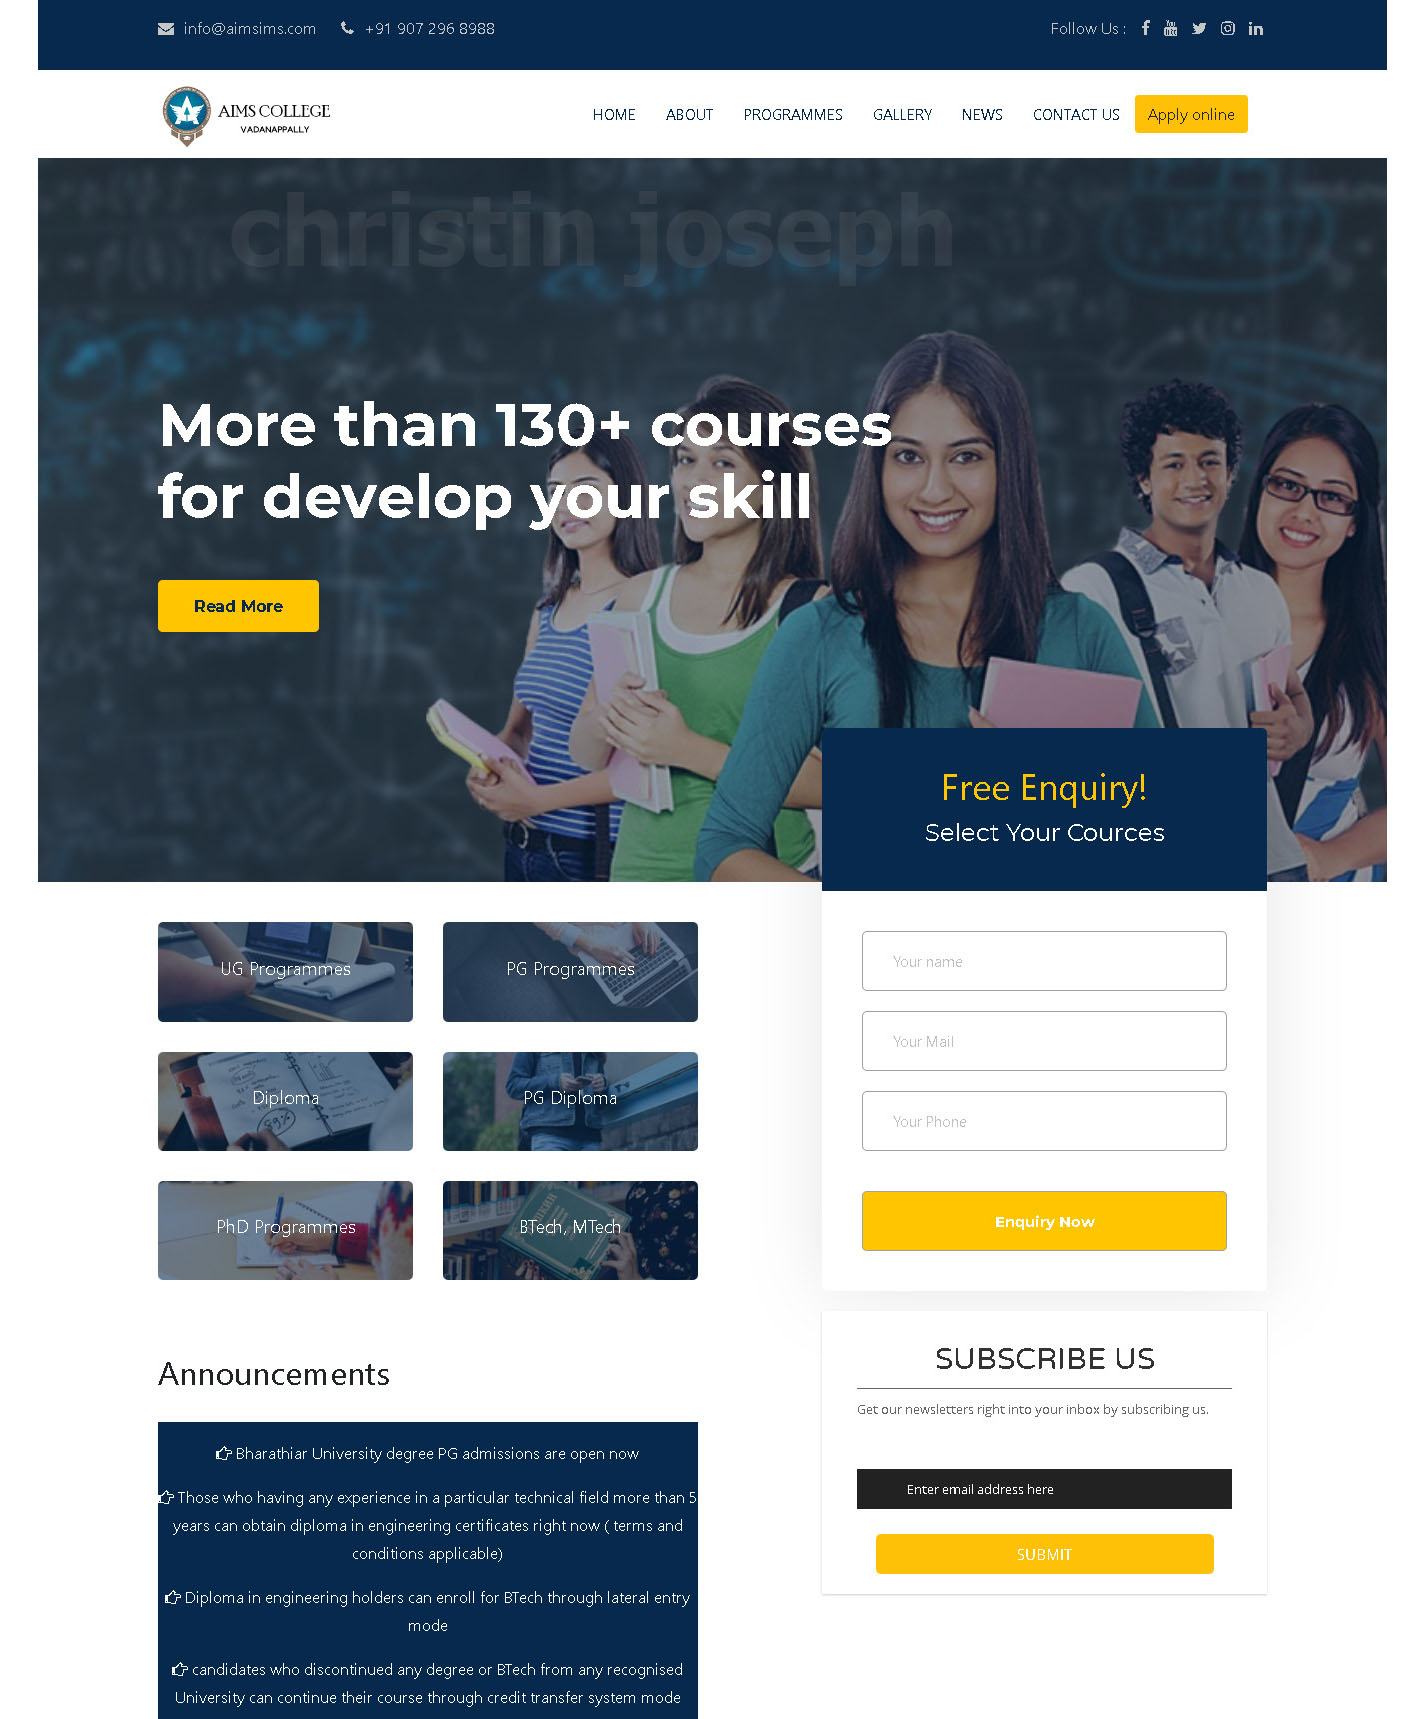 info@aimsims.com
+91 907 296 8988
Follow Us :
AIMS COLLEGE
VADANAPPALLY
HOME
ABOUT
PROGRAMMES
GALLERY
NEWS
CONTACT US
Apply online
christin joseph
More than 130+ courses
for develop your skill
Read More
Free Enquiry!
Select Your Cources
Your name
Your Mail
Your Phone
Enquiry Now
UG Programmes
PG Programmes
Diploma
PG Diploma
PhD Programmes
BTech, MTech
Announcements
Bharathiar University degree PG admissions are open now
Those who having any experience in a particular technical field more than 5
years can obtain diploma in engineering certificates right now ( terms and
conditions applicable)
Diploma in engineering holders can enroll for BTech through lateral entry
mode
candidates who discontinued any degree or BTech from any recognised
University can continue their course through credit transfer system mode
SUBSCRIBE US
Get our newsletters right into your inbox by subscribing us.
Enter email address here
SUBMIT